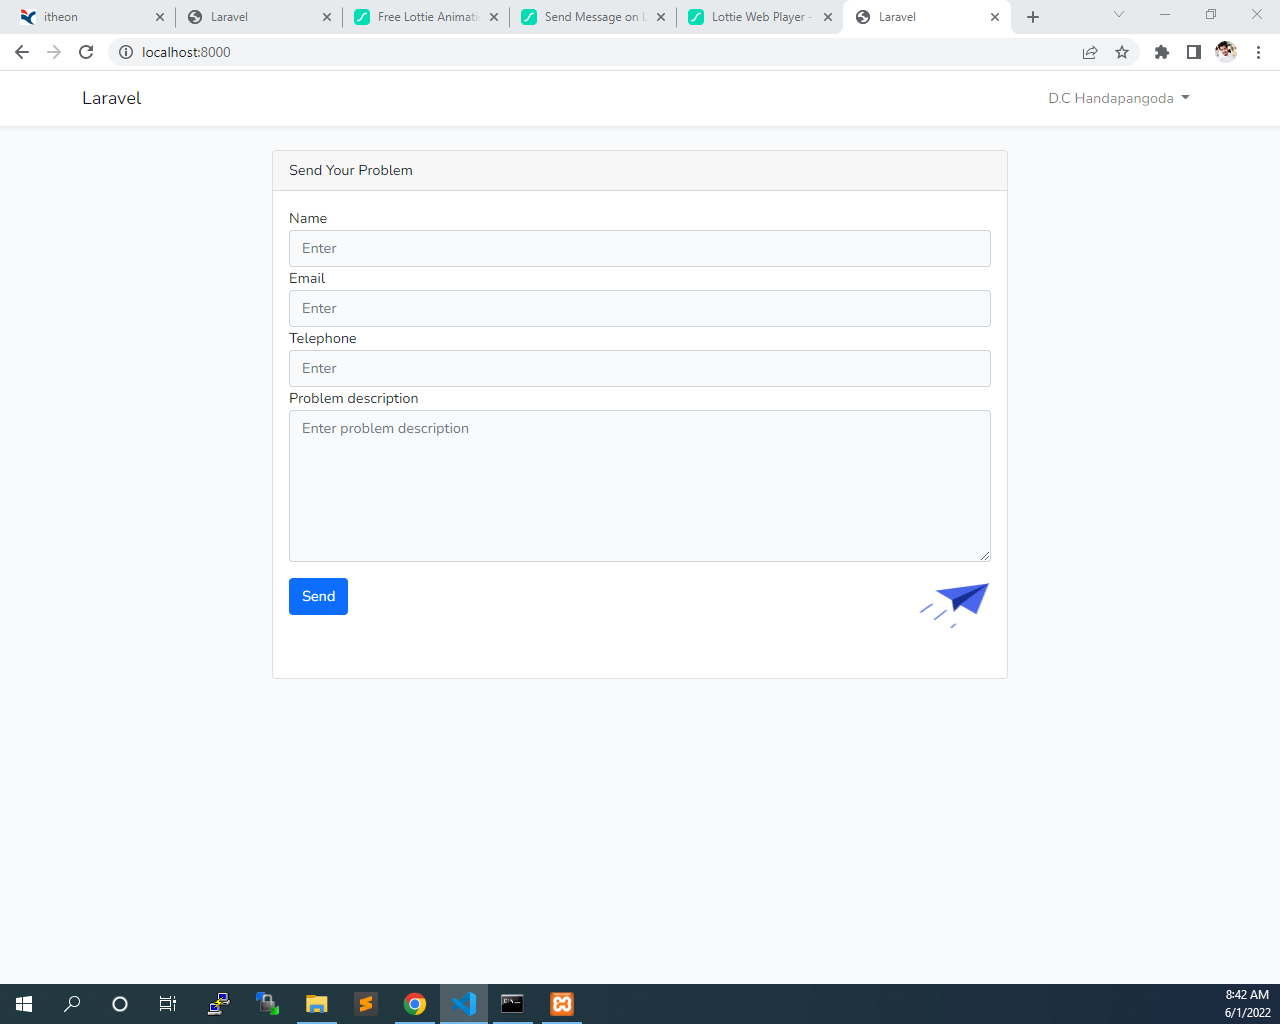 itheon
Laravel
Free Lottie Animati
Send Message on L
Lottie Web Player -
Laravel
localhost:8000
Laravel
D.C Handapangoda
Send Your Problem
Name
Enter
Email
Enter
Telephone
Enter
Problem description
Enter problem description
Send
8:42 AM
6/1/2022